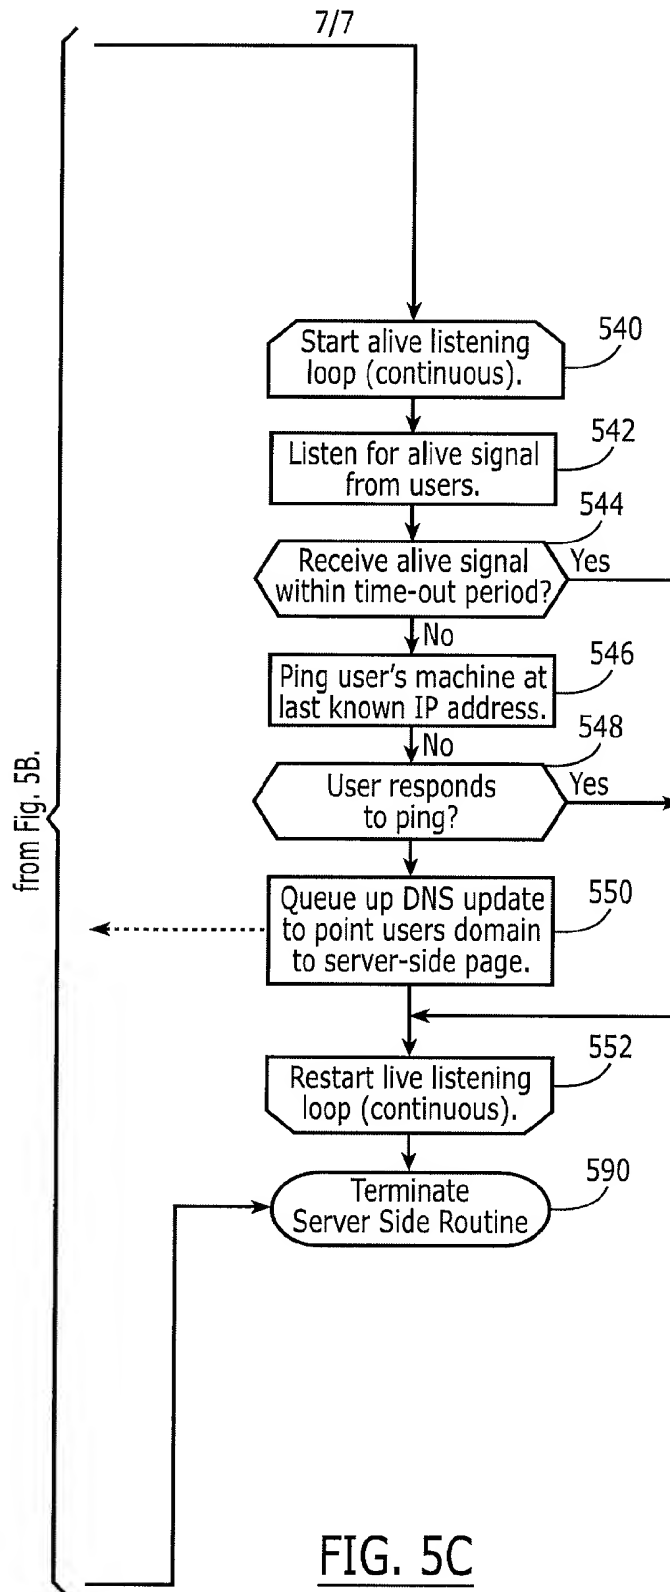 7/7
Start alive listening
loop (continuous).
540
Listen for alive signal
from users.
542
544
Receive alive signal
within time-out period?
Yes
No
Ping user's machine at
last known IP address.
546
No
548
User responds
to ping?
Yes
from Fig. 5B.
Queue up DNS update
to point users domain
to server-side page.
550
552
Restart live listening
loop (continuous).
Terminate
Server Side Routine
590
FIG. 5C